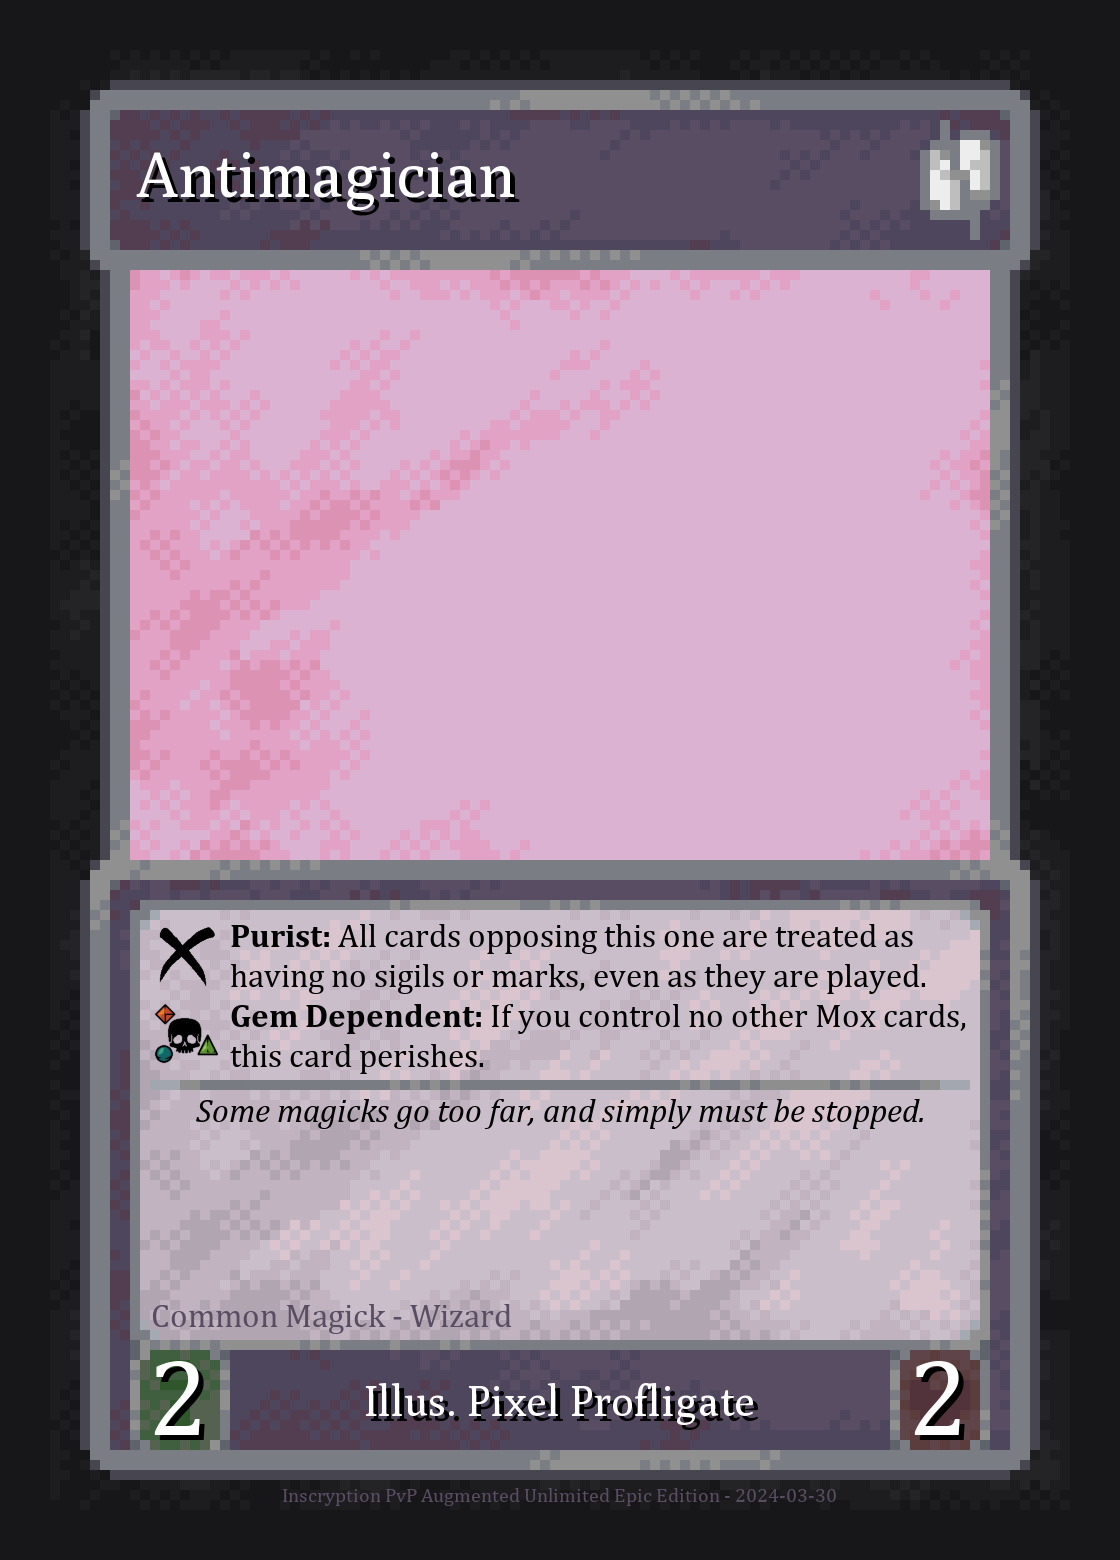 Antimagician
Purist: All cards opposing this one are treated as
having no sigils or marks, even as they are played.
Gem Dependent: If you control no other Mox cards,
this card perishes.
Some magicks go too far, and simply must be stopped.
Common Magick - Wizard
2
Illus. Pixel Profligate
2
Inscryption PvP Augmented Unlimited Epic Edition - 2024-03-30